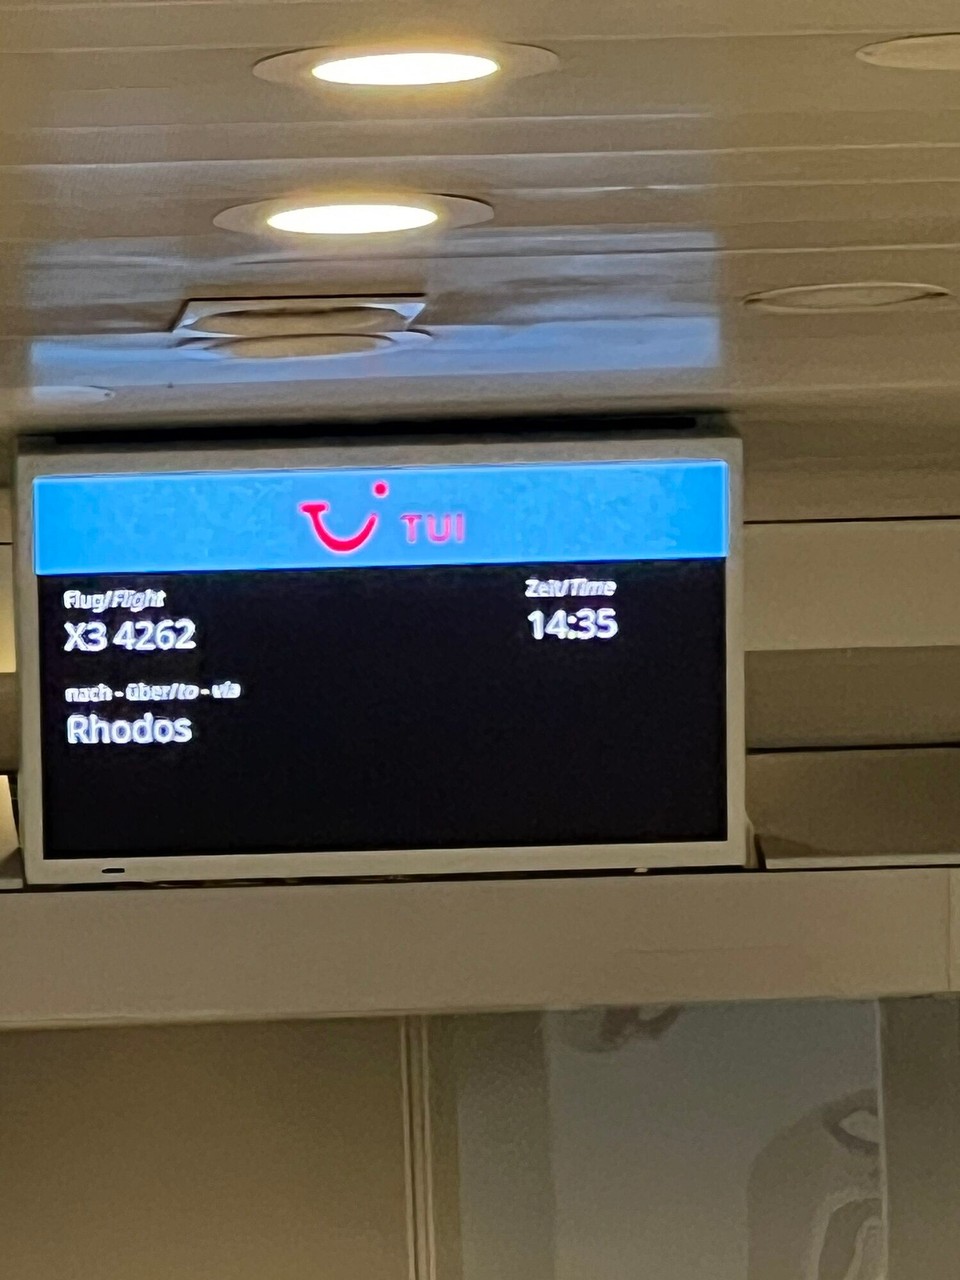 TUI
Flug/Flight
Zeit/Time
X3 4262
14:35
nach - über/to - via
Rhodos